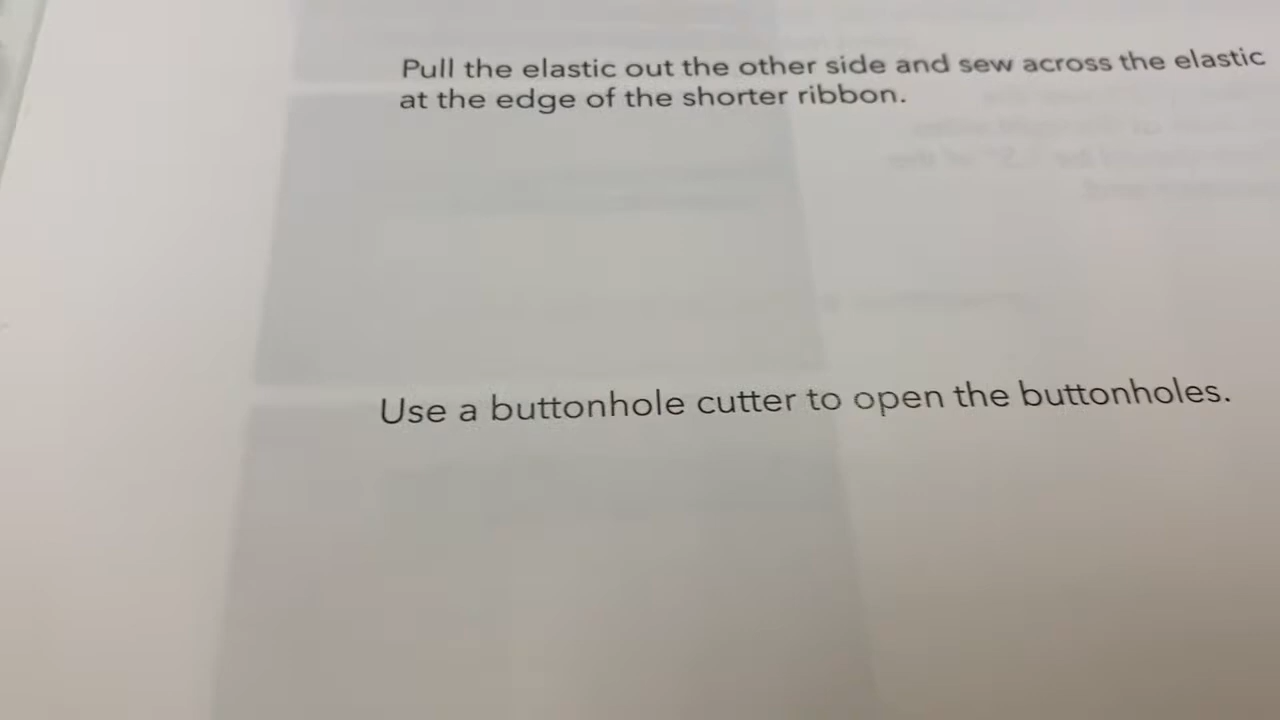 Pull the elastic out the other side and sew across the elastic
at the edge of the shorter ribbon.
Use a buttonhole cutter to open the buttonholes.